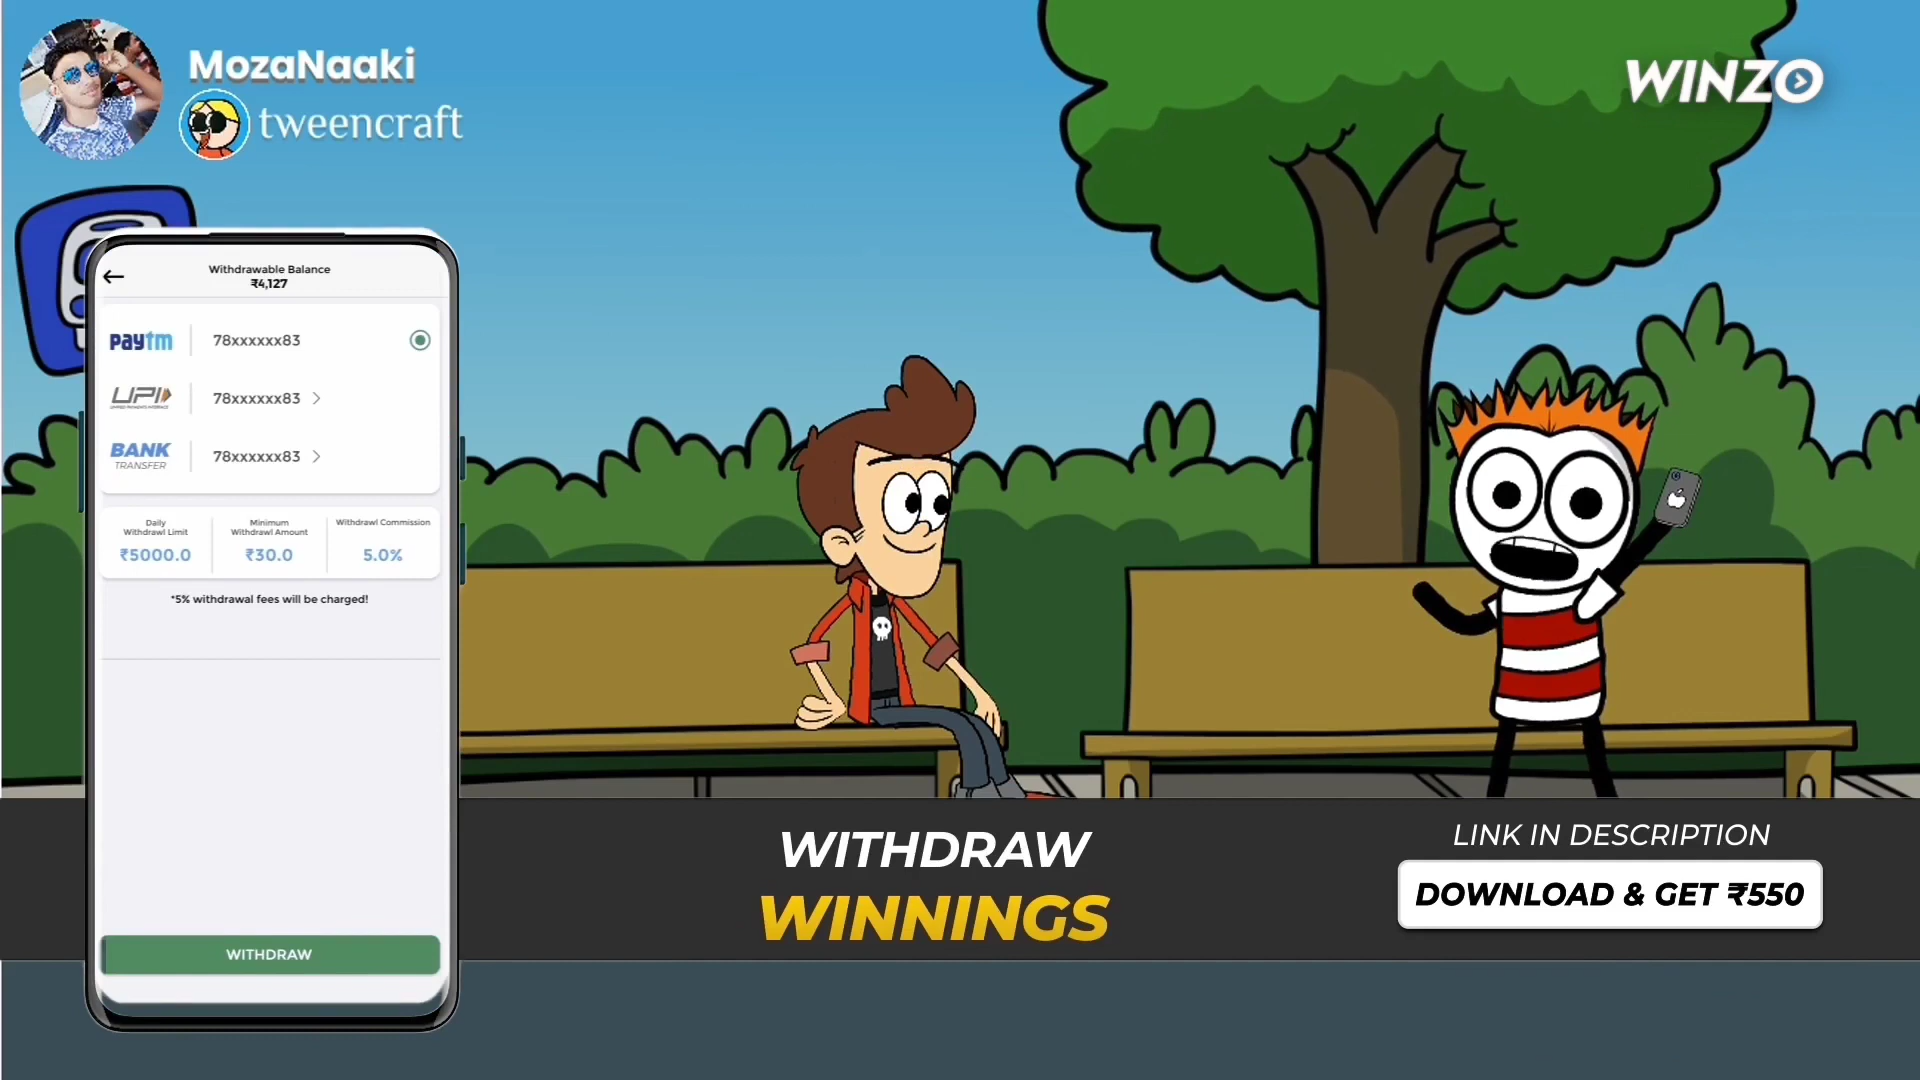 MozaNaaki
tweencraft
WINZO
Withdrawable Balance
₹4,127
paytm
78xxxxxx83
UPI
78xxxxxx83
BANK
TRANSFER
78xxxxxx83
Daily
Withdrawl Limit
₹5000.0
Minimum
Withdrawl Amount
₹30.0
Withdrawl Commission
5.0%
*5% withdrawal fees will be charged!
WITHDRAW
WITHDRAW
WINNINGS
LINK IN DESCRIPTION
DOWNLOAD & GET ₹550